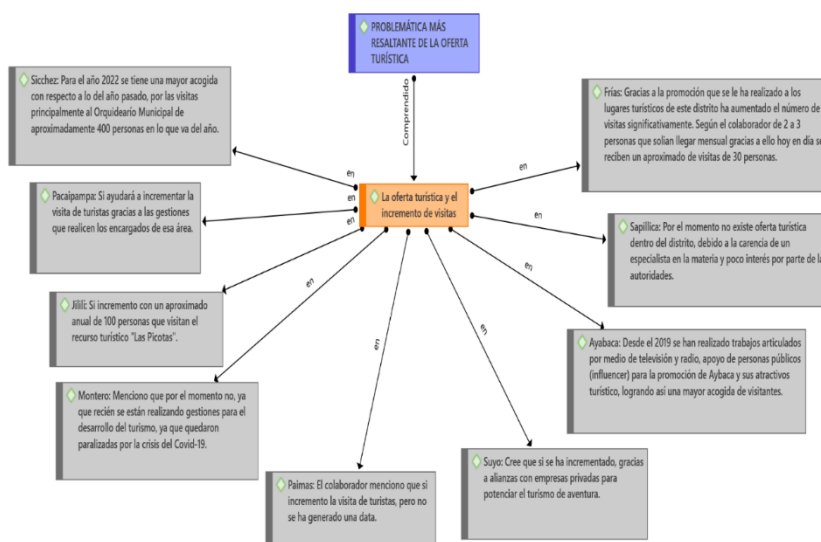 PROBLEMÁTICA MÁS
RESALTANTE DE LA OFERTA
TURÍSTICA
Comprendido
La oferta turística y el
incremento de visitas
en
Sicchez: Para el año 2022 se tiene una mayor acogida
con respecto a lo del año pasado, por las visitas
principalmente al Orquideario Municipal de
aproximadamente 400 personas en lo que va del año.
en
Pacaipampa: Si ayudará a incrementar la
visita de turistas gracias a las gestiones
que realicen los encargados de esa área.
en
Jililí: Si incremento con un aproximado
anual de 100 personas que visitan el
recurso turístico "Las Picotas".
en
Montero: Menciono que por el momento no, ya
que recién se están realizando gestiones para el
desarrollo del turismo, ya que quedaron
paralizadas por la crisis del Covid-19.
en
Paimas: El colaborador menciono que si
incremento la visita de turistas, pero no
se ha generado una data.
en
Suyo: Cree que si se ha incrementado, gracias
a alianzas con empresas privadas para
potenciar el turismo de aventura.
en
Ayabaca: Desde el 2019 se han realizado trabajos articulados
por medio de televisión y radio, apoyo de personas públicos
(influencer) para la promoción de Aybaca y sus atractivos
turístico, logrando así una mayor acogida de visitantes.
en
Sapillica: Por el momento no existe oferta turística
dentro del distrito, debido a la carencia de un
especialista en la materia y poco interés por parte de la
autoridades.
en
Frías: Gracias a la promoción que se le ha realizado a los
lugares turísticos de este distrito ha aumentado el número de
visitas significativamente. Según el colaborador de 2 a 3
personas que solian llegar mensual gracias a ello hoy en día se
reciben un aproximado de visitas de 30 personas.